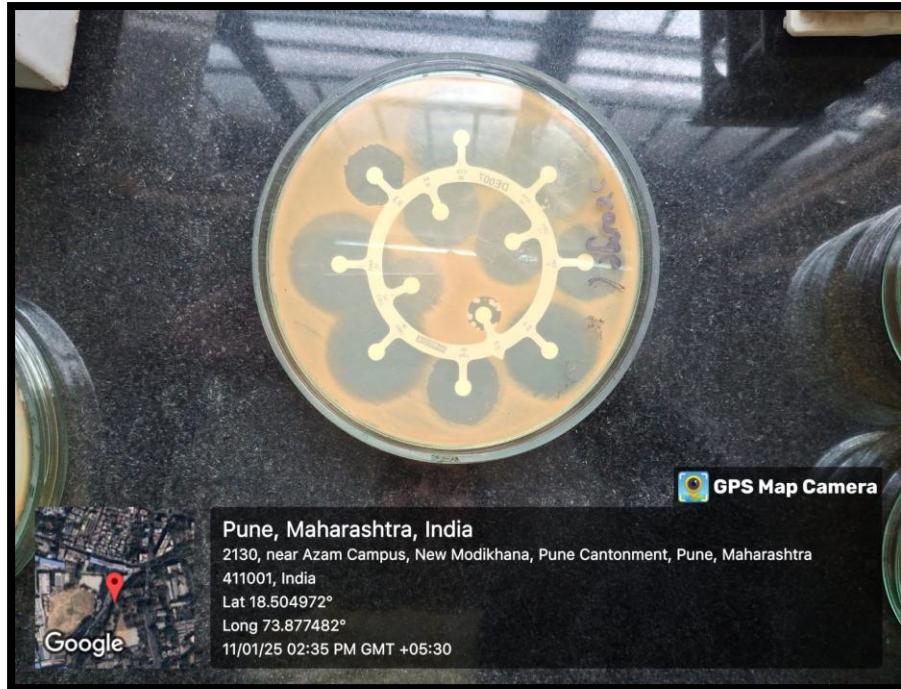 DE007
GPS Map Camera
Pune, Maharashtra, India
2130, near Azam Campus, New Modikhana, Pune Cantonment, Pune, Maharashtra
411001, India
Lat 18.504972°
Long 73.877482°
11/01/25 02:35 PM GMT +05:30
Google